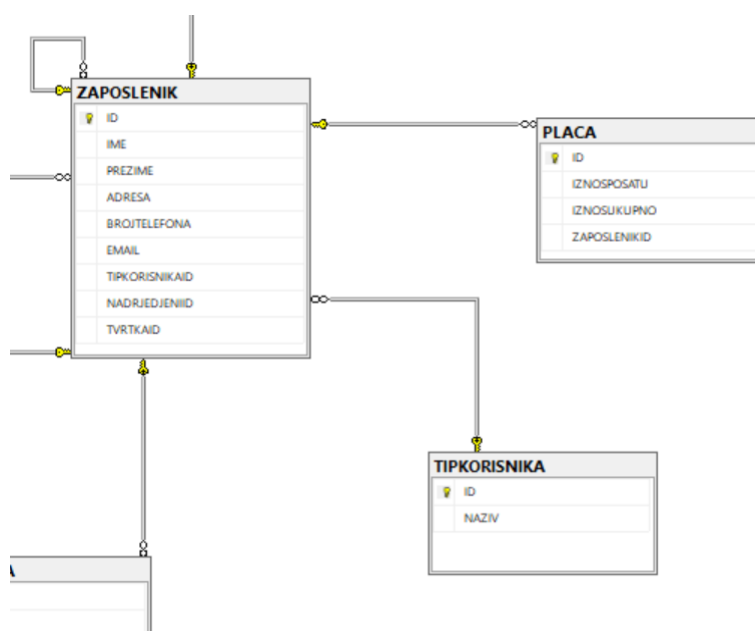 ZAPOSLENIK
ID
IME
PREZIME
ADRESA
BROJTELEFONA
EMAIL
TIPKORISNIKAID
NADRJEDJENIID
TVRTKAID
PLACA
ID
IZNOSPOSATU
IZNOSUKUPNO
ZAPOSLENIKID
TIPKORISNIKA
ID
NAZIV